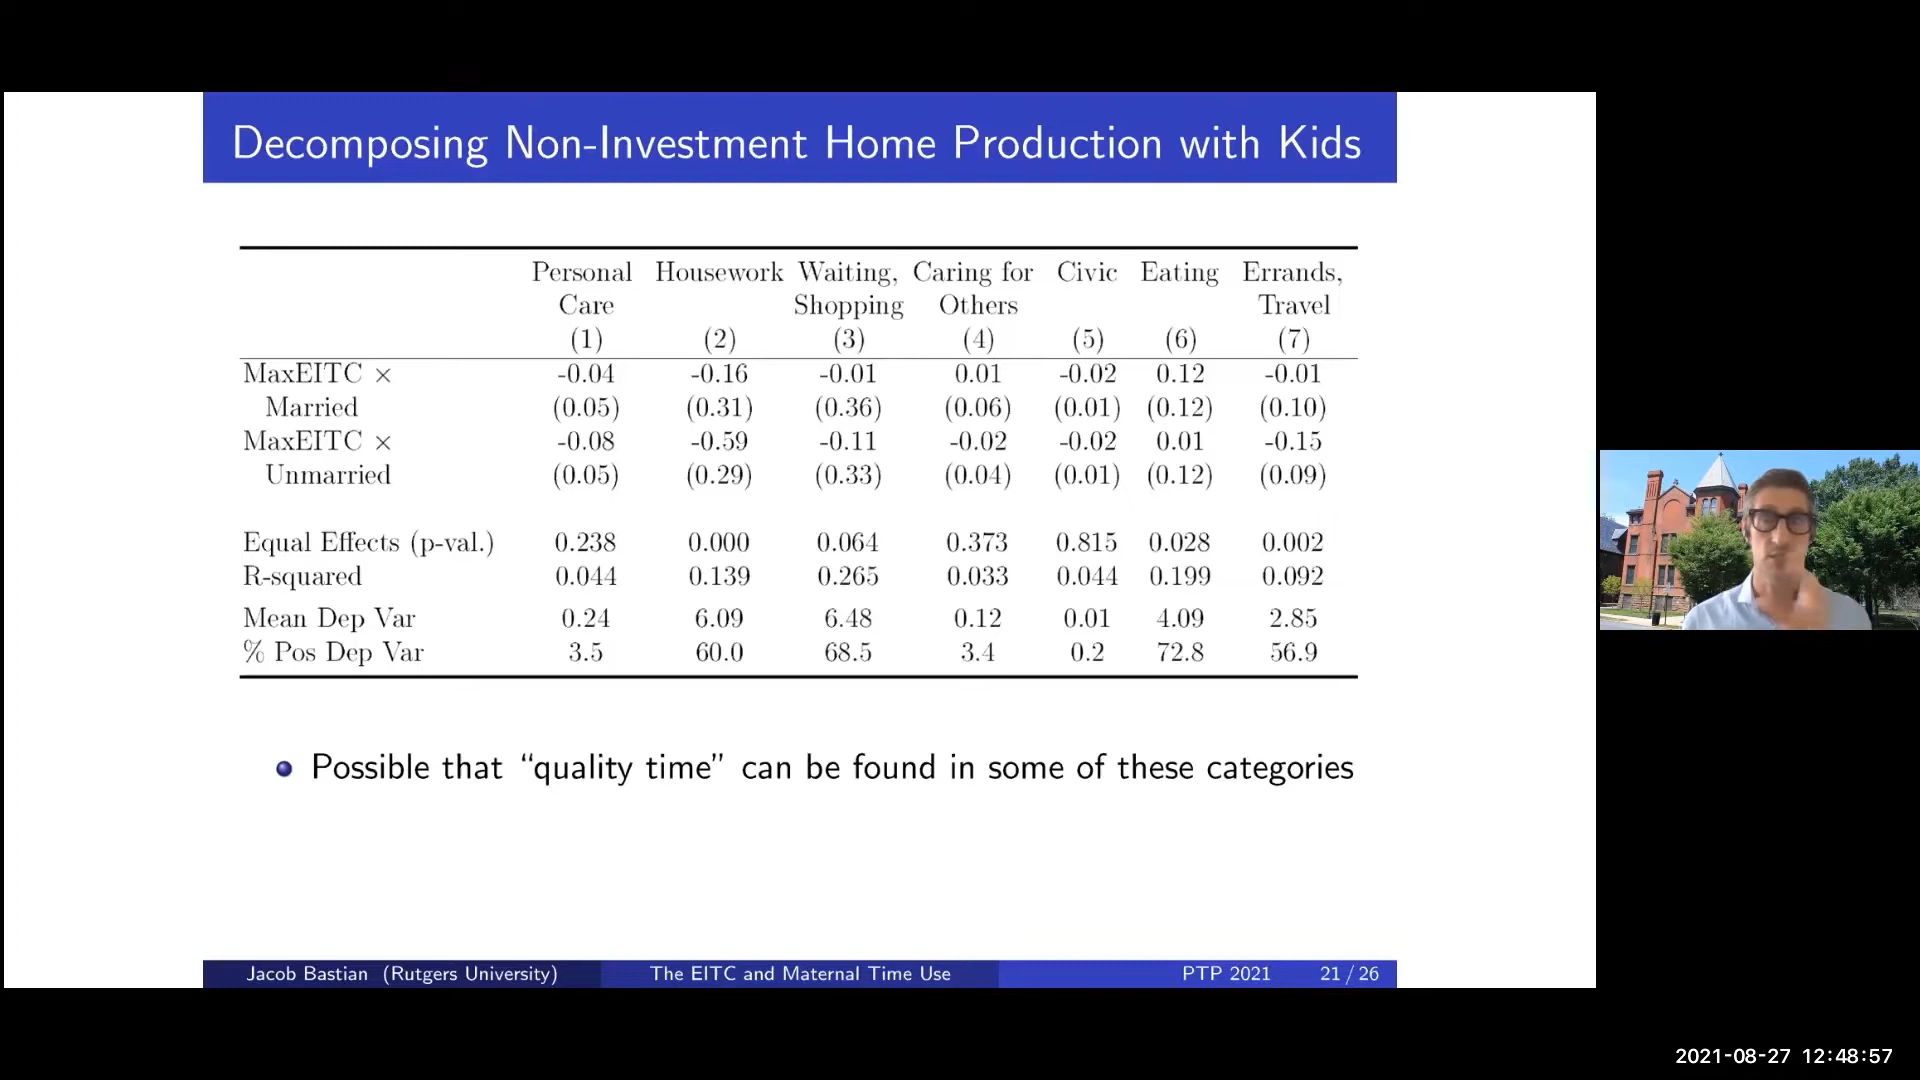 Decomposing Non-Investment Home Production with Kids
Personal Housework Waiting, Caring for Civic Eating Errands,
Care Shopping Others Travel
(1) (2) (3) (4) (5) (6) (7)
MaxEITC × -0.04 -0.16 -0.01 0.01 -0.02 0.12 -0.01
Married (0.05) (0.31) (0.36) (0.06) (0.01) (0.12) (0.10)
MaxEITC × -0.08 -0.59 -0.11 -0.02 -0.02 0.01 -0.15
Unmarried (0.05) (0.29) (0.33) (0.04) (0.01) (0.12) (0.09)
Equal Effects (p-val.) 0.238 0.000 0.064 0.373 0.815 0.028 0.002
R-squared 0.044 0.139 0.265 0.033 0.044 0.199 0.092
Mean Dep Var 0.24 6.09 6.48 0.12 0.01 4.09 2.85
% Pos Dep Var 3.5 60.0 68.5 3.4 0.2 72.8 56.9
Possible that “quality time” can be found in some of these categories
Jacob Bastian (Rutgers University) The EITC and Maternal Time Use PTP 2021 21 / 26
2021-08-27 12:48:57